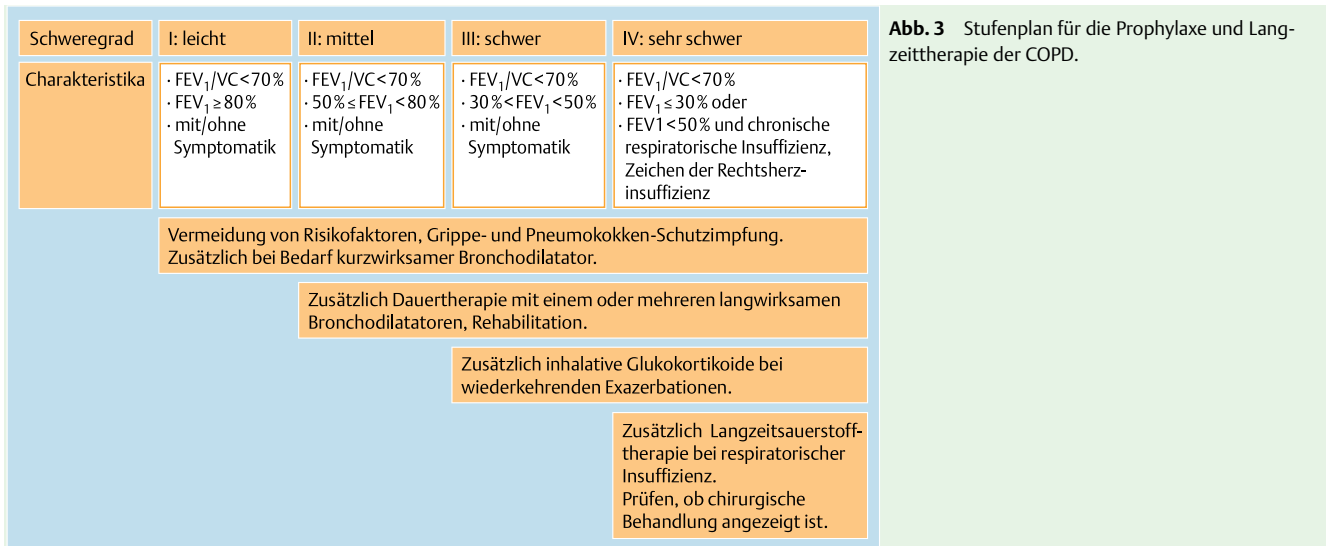 Schweregrad
I: leicht
II: mittel
III: schwer
IV: sehr schwer
Charakteristika
· FEV₁/VC<70%
· FEV₁≥80%
· mit/ohne
Symptomatik
· FEV₁/VC<70%
· 50%≤FEV₁<80%
· mit/ohne
Symptomatik
· FEV₁/VC<70%
· 30%<FEV₁<50%
· mit/ohne
Symptomatik
· FEV₁/VC<70%
· FEV₁≤30% oder
· FEV1<50% und chronische
respiratorische Insuffizienz,
Zeichen der Rechtsherz-
insuffizienz
Vermeidung von Risikofaktoren, Grippe- und Pneumokokken-Schutzimpfung.
Zusätzlich bei Bedarf kurzwirksamer Bronchodilatator.
Zusätzlich Dauertherapie mit einem oder mehreren langwirksamen
Bronchodilatatoren, Rehabilitation.
Zusätzlich inhalative Glukokortikoide bei
wiederkehrenden Exazerbationen.
Zusätzlich Langzeitsauerstoff-
therapie bei respiratorischer
Insuffizienz.
Prüfen, ob chirurgische
Behandlung angezeigt ist.
Abb. 3 Stufenplan für die Prophylaxe und Lang-
zeittherapie der COPD.